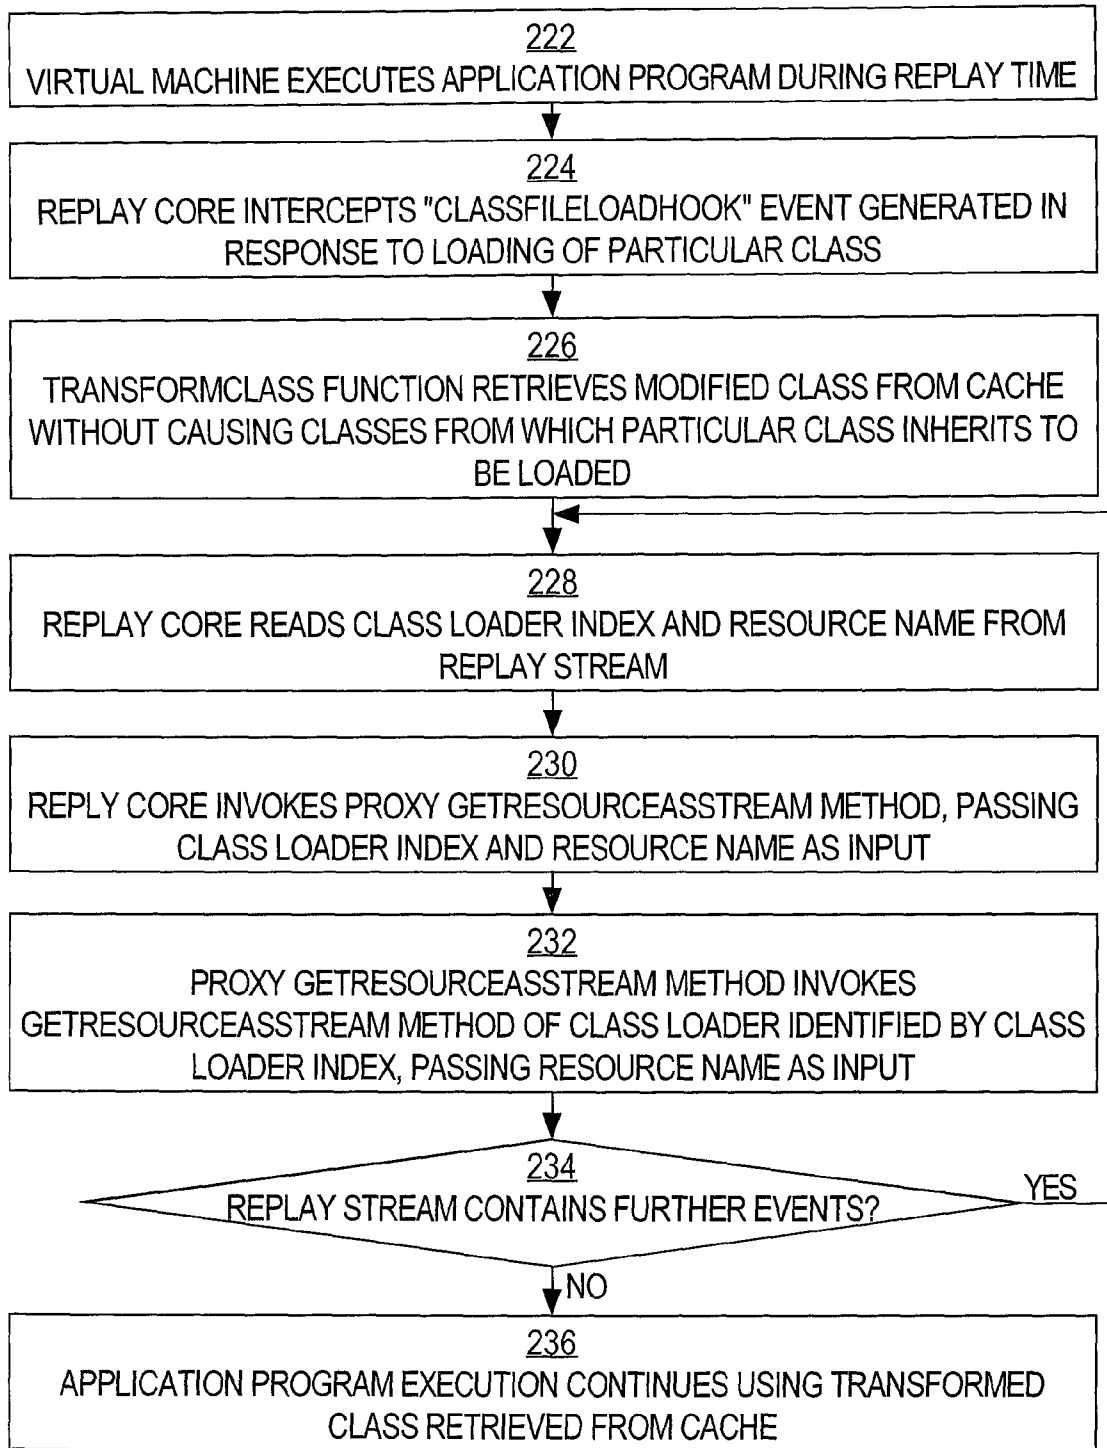 222
VIRTUAL MACHINE EXECUTES APPLICATION PROGRAM DURING REPLAY TIME
224
REPLAY CORE INTERCEPTS "CLASSFILELOADHOOK" EVENT GENERATED IN
RESPONSE TO LOADING OF PARTICULAR CLASS
226
TRANSFORMCLASS FUNCTION RETRIEVES MODIFIED CLASS FROM CACHE
WITHOUT CAUSING CLASSES FROM WHICH PARTICULAR CLASS INHERITS TO
BE LOADED
228
REPLAY CORE READS CLASS LOADER INDEX AND RESOURCE NAME FROM
REPLAY STREAM
230
REPLY CORE INVOKES PROXY GETRESOURCEASSTREAM METHOD, PASSING
CLASS LOADER INDEX AND RESOURCE NAME AS INPUT
232
PROXY GETRESOURCEASSTREAM METHOD INVOKES
GETRESOURCEASSTREAM METHOD OF CLASS LOADER IDENTIFIED BY CLASS
LOADER INDEX, PASSING RESOURCE NAME AS INPUT
234
REPLAY STREAM CONTAINS FURTHER EVENTS?
YES
NO
236
APPLICATION PROGRAM EXECUTION CONTINUES USING TRANSFORMED
CLASS RETRIEVED FROM CACHE